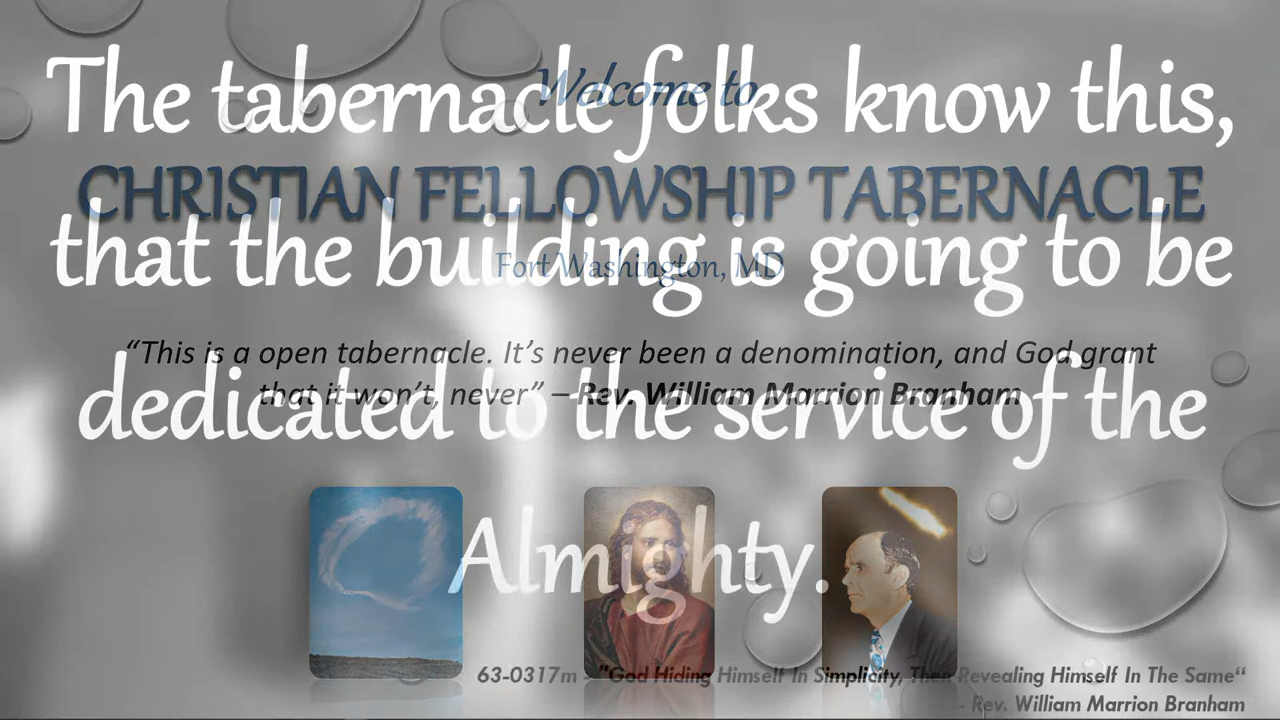 The tabernacle folks know this,
that the building is going to be
dedicated to the service of the
Almighty.
Welcome to
CHRISTIAN FELLOWSHIP TABERNACLE
Fort Washington, MD
“This is a open tabernacle. It’s never been a denomination, and God grant
that it won’t, never” – Rev. William Marrion Branham
63-0317m - "God Hiding Himself In Simplicity, Then Revealing Himself In The Same“
- Rev. William Marrion Branham